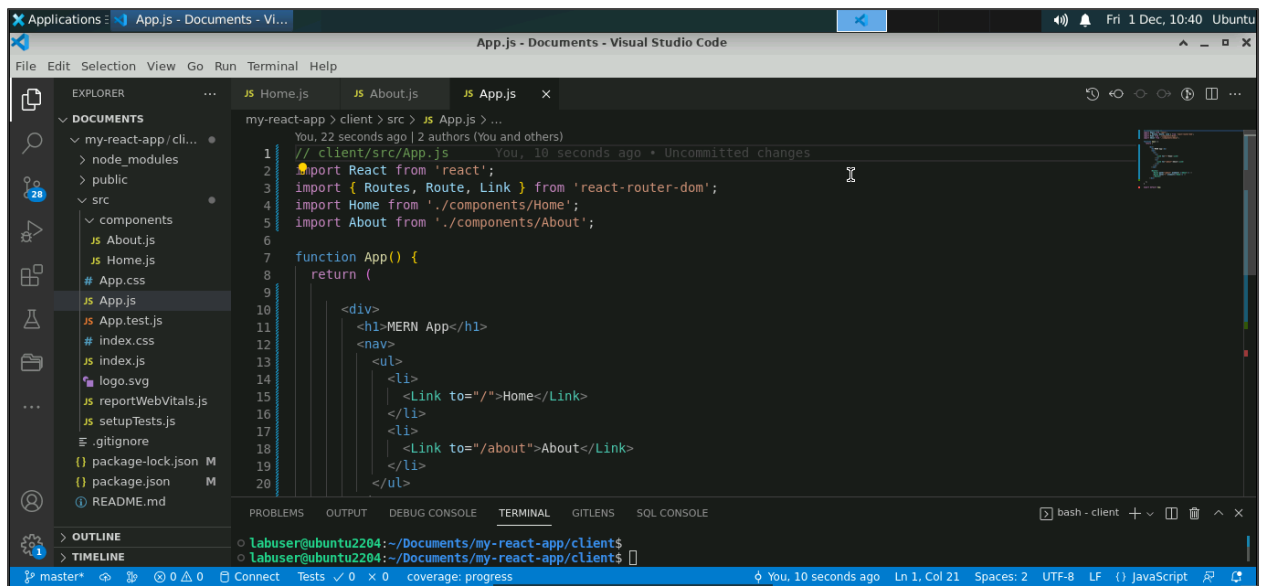 Applications App.js - Documents - Vi... Fri 1 Dec, 10:40 Ubuntu
App.js - Documents - Visual Studio Code
File Edit Selection View Go Run Terminal Help
EXPLORER ...
JS Home.js JS About.js JS App.js
DOCUMENTS
my-react-app/cli...
node_modules
public
src
components
JS About.js
JS Home.js
# App.css
JS App.js
JS App.test.js
# index.css
JS index.js
logo.svg
JS reportWebVitals.js
JS setupTests.js
.gitignore
{} package-lock.json M
{} package.json M
README.md
OUTLINE
TIMELINE
28
1
my-react-app > client > src > JS App.js > ...
You, 22 seconds ago | 2 authors (You and others)
1 // client/src/App.js You, 10 seconds ago • Uncommitted changes
2 import React from 'react';
3 import { Routes, Route, Link } from 'react-router-dom';
4 import Home from './components/Home';
5 import About from './components/About';
6
7 function App() {
8 return (
9
10 <div>
11 <h1>MERN App</h1>
12 <nav>
13 <ul>
14 <li>
15 <Link to="/">Home</Link>
16 </li>
17 <li>
18 <Link to="/about">About</Link>
19 </li>
20 </ul>
PROBLEMS OUTPUT DEBUG CONSOLE TERMINAL GITLENS SQL CONSOLE bash - client
labuser@ubuntu2204:~/Documents/my-react-app/client$
labuser@ubuntu2204:~/Documents/my-react-app/client$
master* 0 0 Connect Tests ✓ 0 × 0 coverage: progress You, 10 seconds ago Ln 1, Col 21 Spaces: 2 UTF-8 LF {} JavaScript